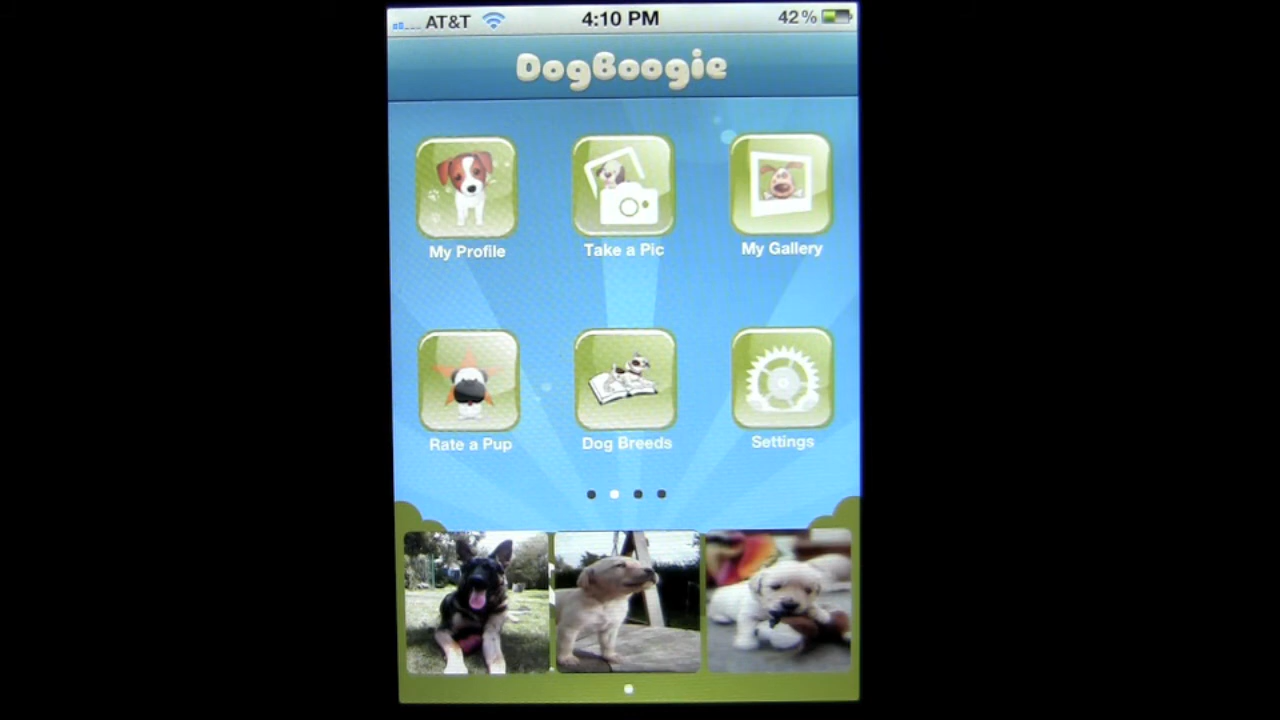 AT&T 4:10 PM 42%
DogBoogie
My Profile Take a Pic My Gallery
Rate a Pup Dog Breeds Settings